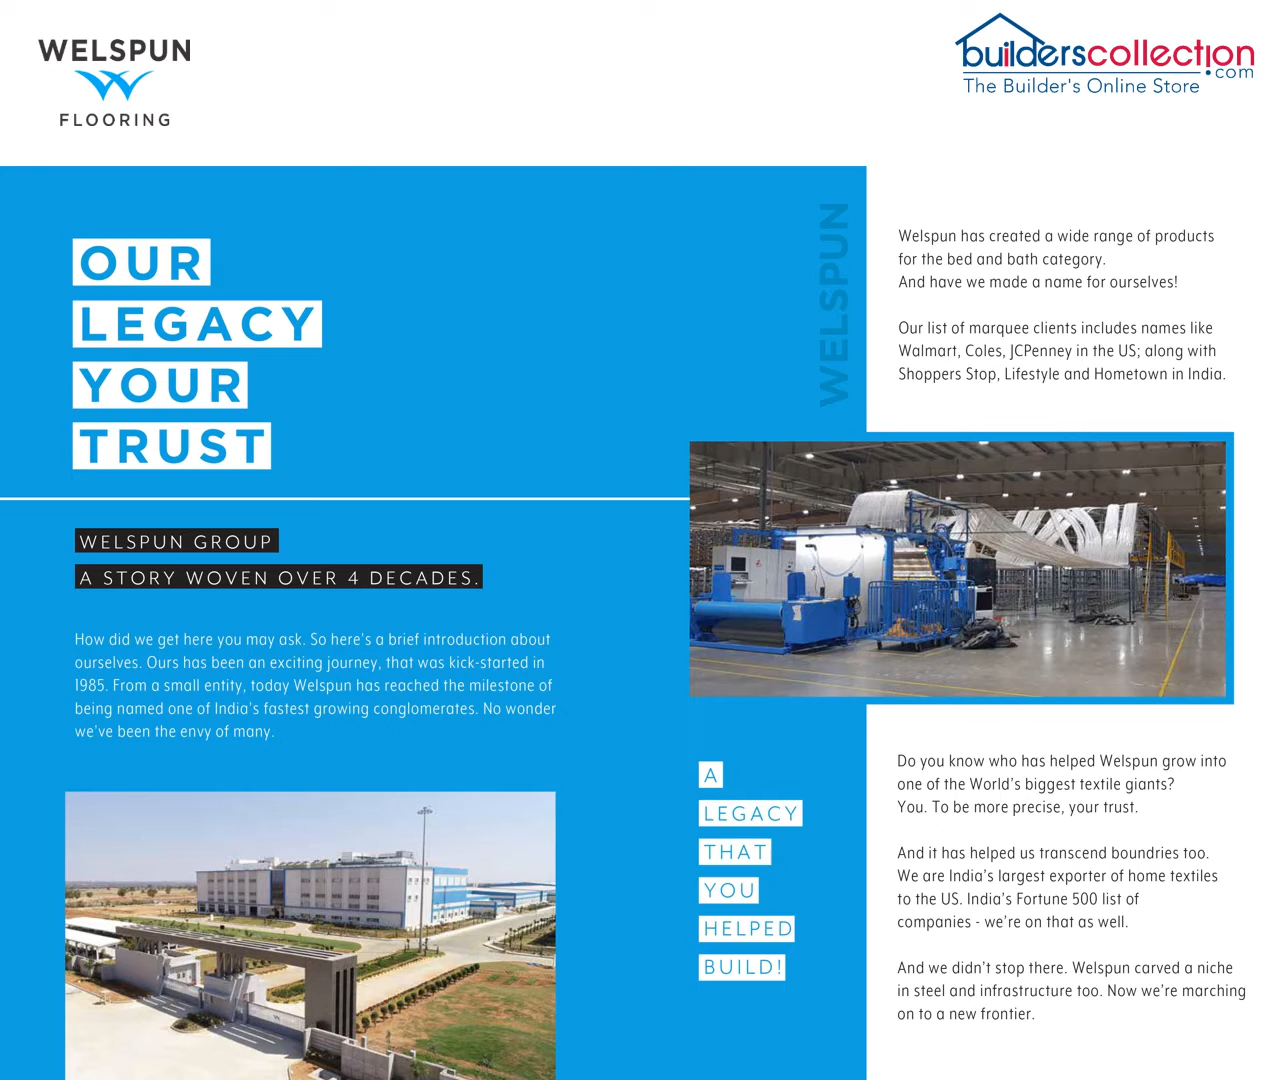 WELSPUN
FLOORING
builderscollection
.com
The Builder's Online Store
OUR
LEGACY
YOUR
TRUST
WELSPUN GROUP
A STORY WOVEN OVER 4 DECADES.
How did we get here you may ask. So here's a brief introduction about
ourselves. Ours has been an exciting journey, that was kick-started in
1985. From a small entity, today Welspun has reached the milestone of
being named one of India's fastest growing conglomerates. No wonder
we've been the envy of many.
WELSPUN
Welspun has created a wide range of products
for the bed and bath category.
And have we made a name for ourselves!
Our list of marquee clients includes names like
Walmart, Coles, JCPenney in the US; along with
Shoppers Stop, Lifestyle and Hometown in India.
A
LEGACY
THAT
YOU
HELPED
BUILD!
Do you know who has helped Welspun grow into
one of the World's biggest textile giants?
You. To be more precise, your trust.
And it has helped us transcend boundries too.
We are India's largest exporter of home textiles
to the US. India's Fortune 500 list of
companies - we're on that as well.
And we didn't stop there. Welspun carved a niche
in steel and infrastructure too. Now we're marching
on to a new frontier.